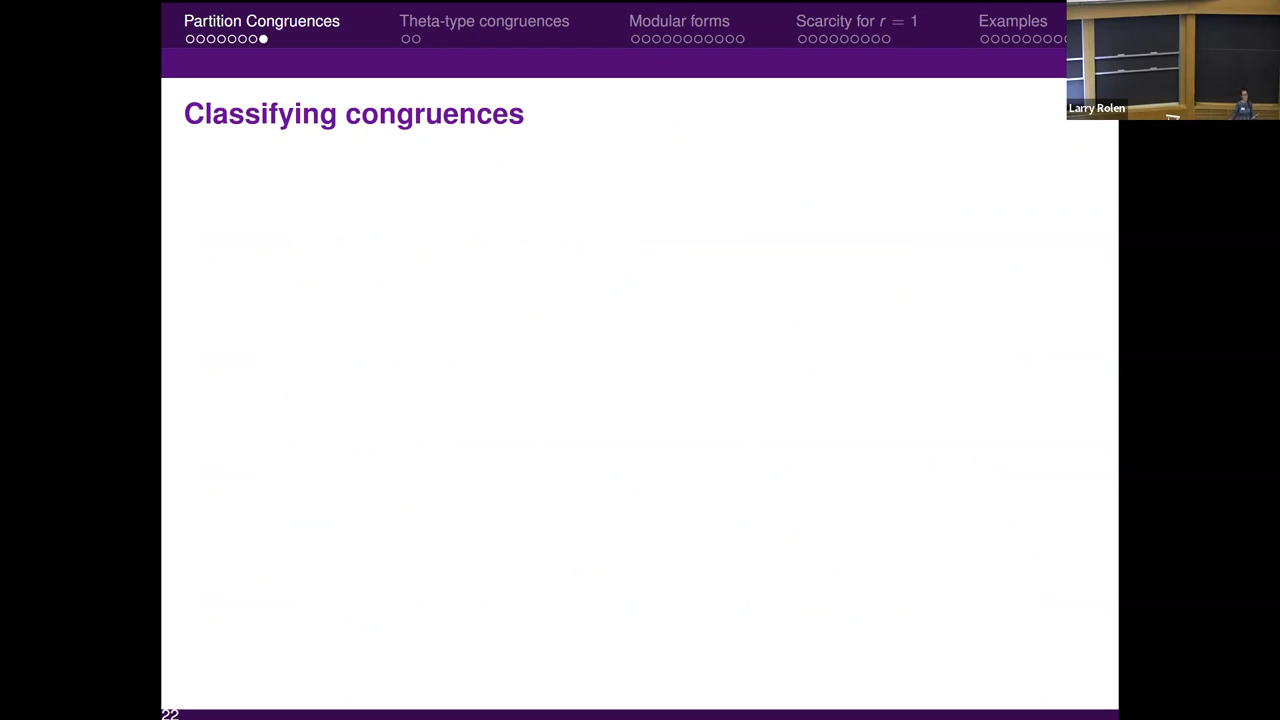 Partition Congruences
Theta-type congruences
Modular forms
Scarcity for r = 1
Examples
Larry Rolen
Classifying congruences
22